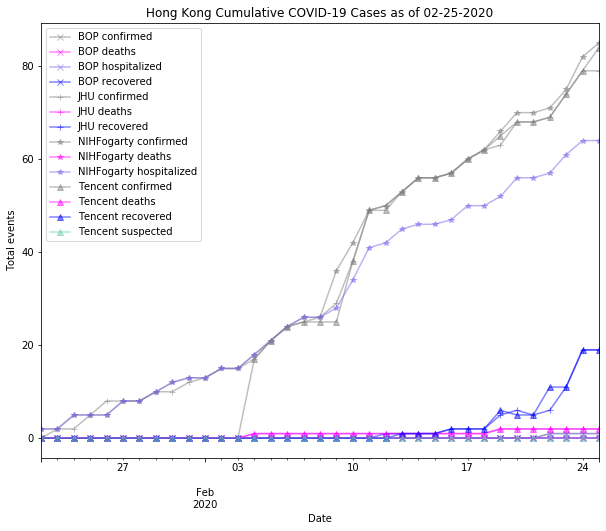 Hong Kong Cumulative COVID-19 Cases as of 02-25-2020
BOP confirmed
BOP deaths
BOP hospitalized
BOP recovered
JHU confirmed
JHU deaths
JHU recovered
NIHFogarty confirmed
NIHFogarty deaths
NIHFogarty hospitalized
Tencent confirmed
Tencent deaths
Tencent recovered
Tencent suspected
Total events
80
60
40
20
0
27 03 10 17 24
Feb
2020
Date